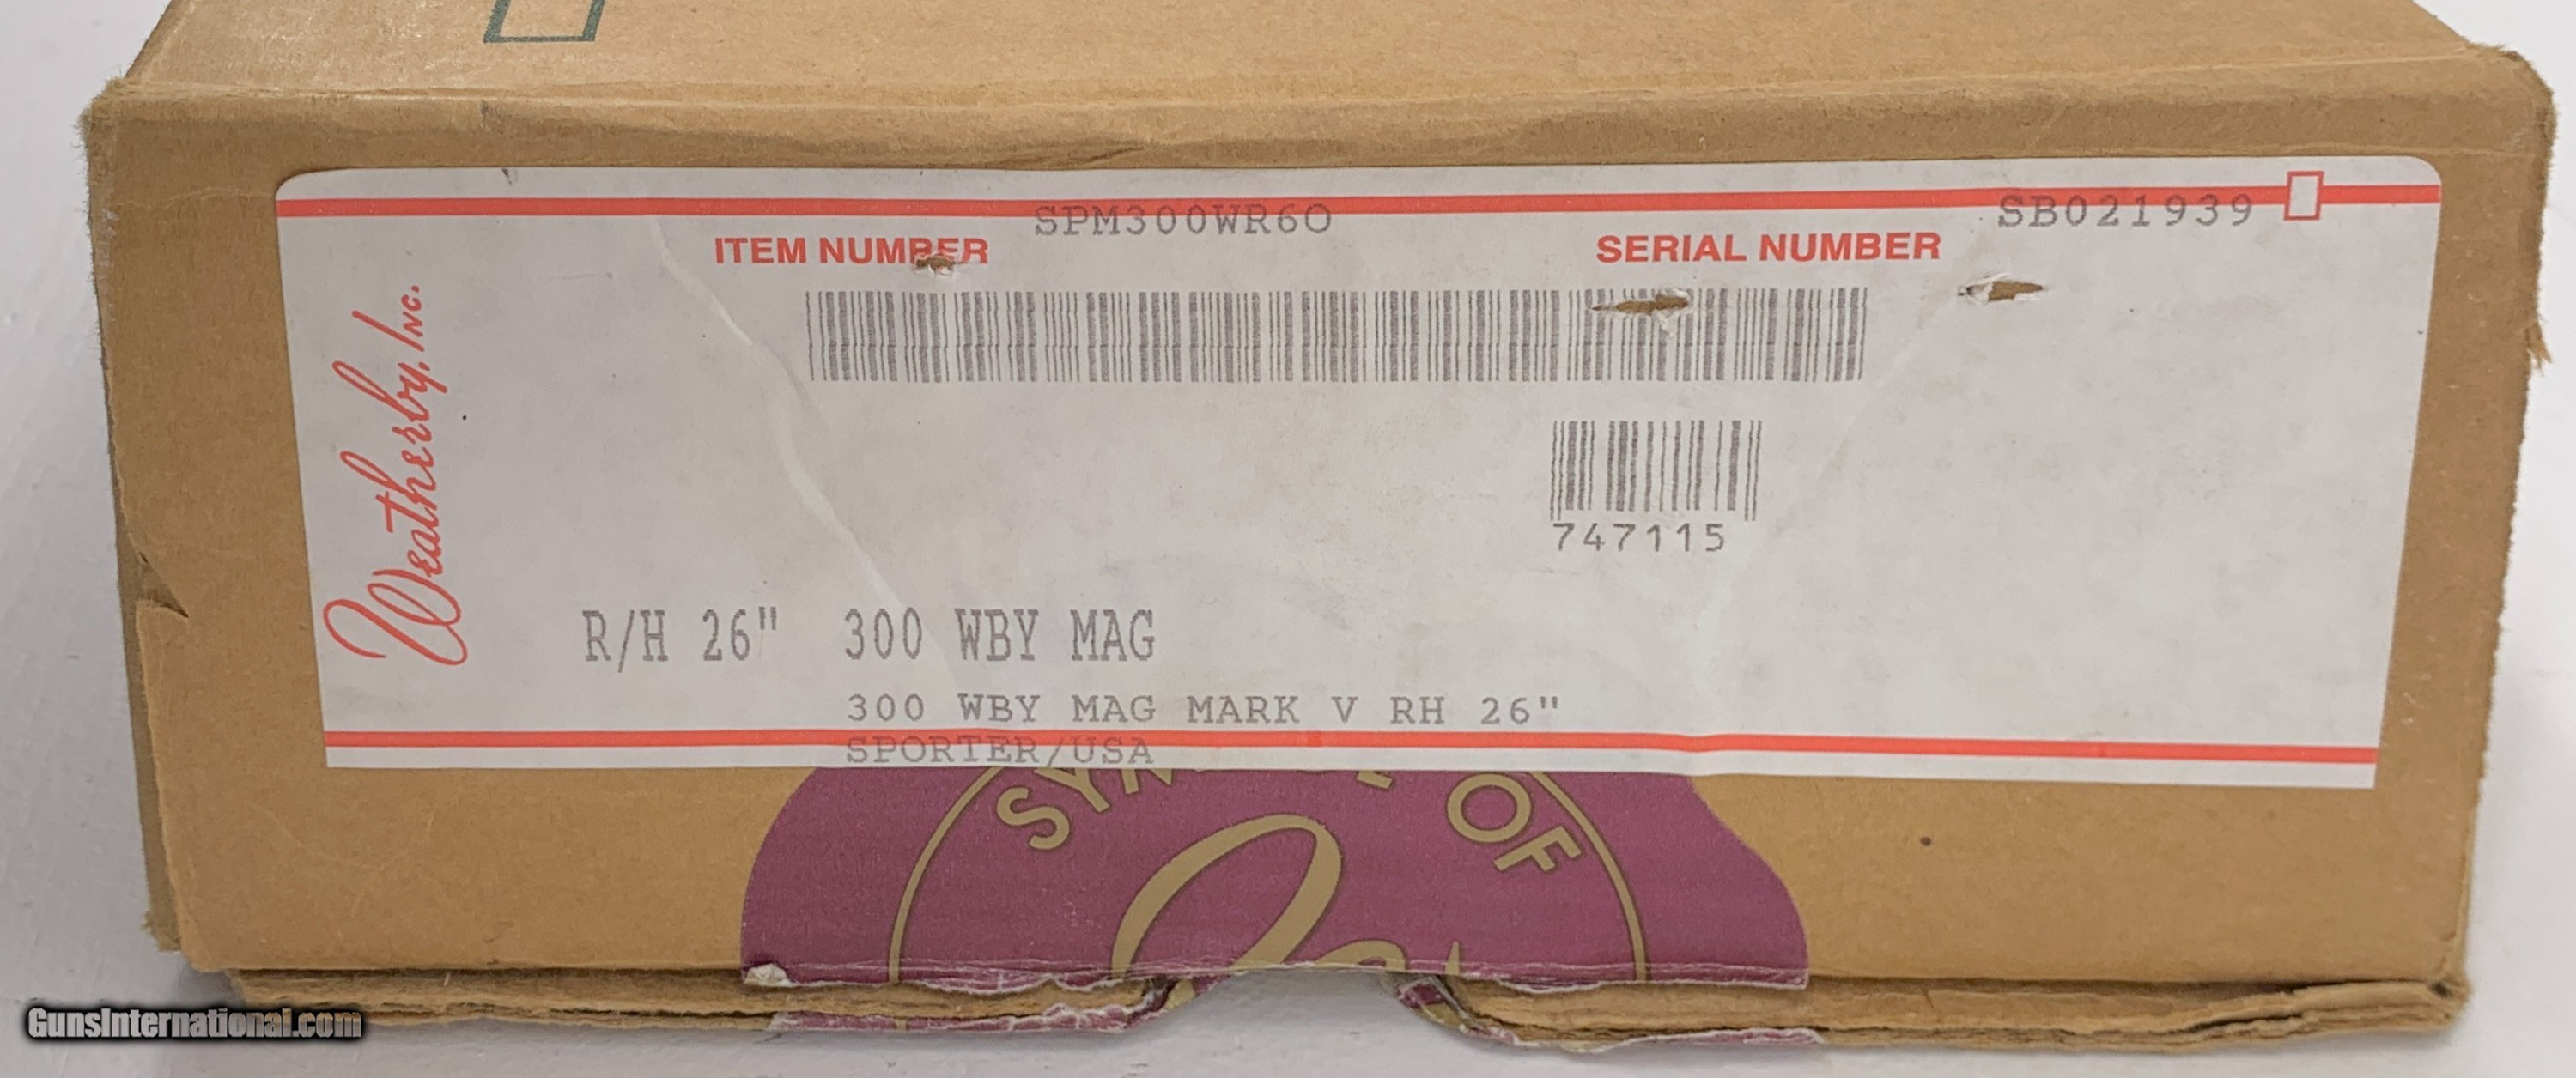 SPM300WR6O
SB021939
ITEM NUMBER
SERIAL NUMBER
Weatherby, Inc.
747115
R/H 26" 300 WBY MAG
300 WBY MAG MARK V RH 26"
SPORTER/USA
OF
GunsInternational.com